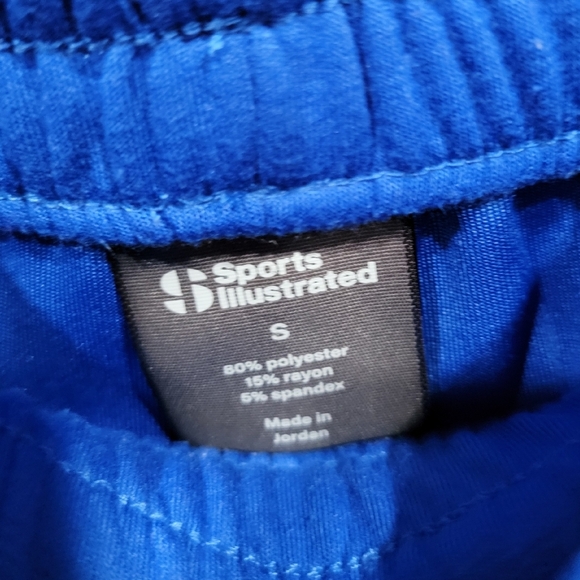 Sports
Illustrated
S
80% polyester
15% rayon
5% spandex
Made in
Jordan